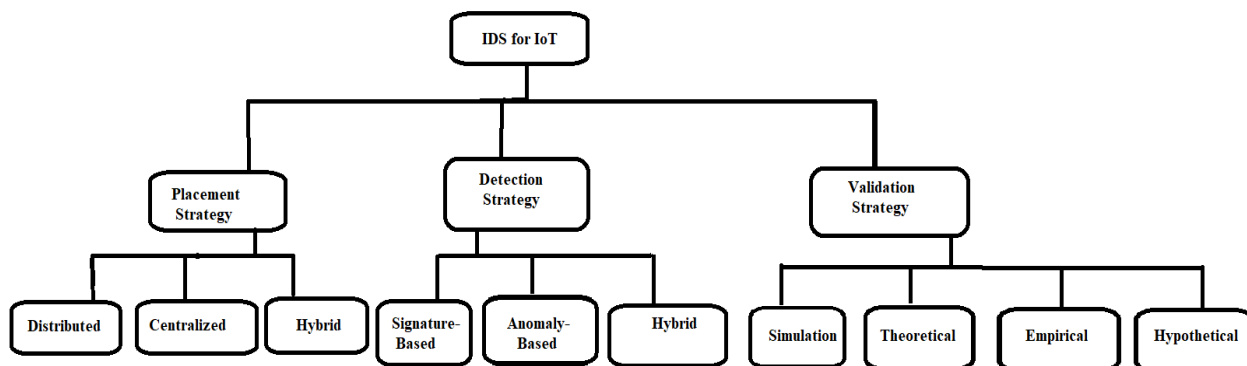 IDS for IoT
Placement
Strategy
Detection
Strategy
Validation
Strategy
Distributed
Centralized
Hybrid
Signature-
Based
Anomaly-
Based
Hybrid
Simulation
Theoretical
Empirical
Hypothetical